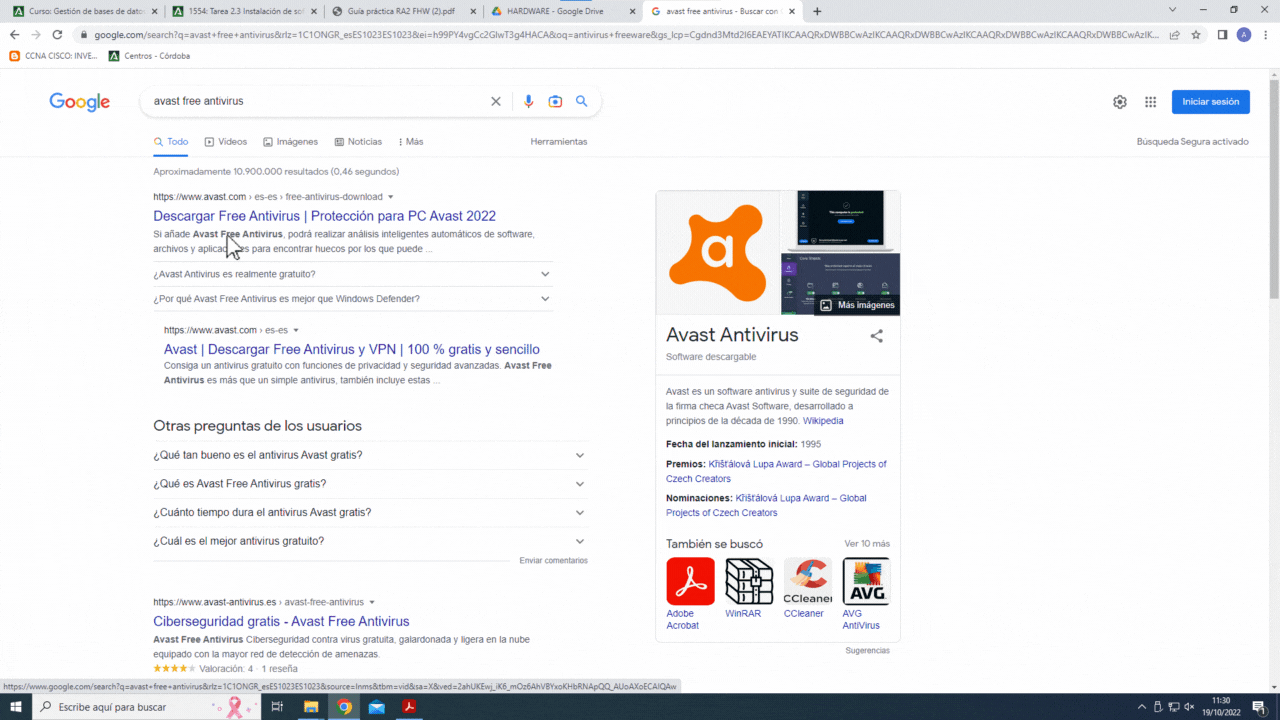 Curso: Gestión de bases de dato
1554: Tarea 2.3 Instalación de so
Guía práctica RA2 FHW (2).pdf
HARDWARE - Google Drive
avast free antivirus - Buscar con
google.com/search?q=avast+free+antivirus&rlz=1C1ONGR_esES1023ES1023&ei=h99PY4vgCc2GlwT3g4HACA&oq=antivirus+freeware&gs_lcp=Cgdnd3Mtd2l6EAEYATIKCAAQRxDWBBCwAzIKCAAQRxDWBBCwAzIKCAAQRxDWBBCwAzIKCAAQRxDWBBCwAzIK...
A
CCNA CISCO: INVE...
Centros - Córdoba
Google
avast free antivirus
Iniciar sesión
Todo
Vídeos
Imágenes
Noticias
Más
Herramientas
Búsqueda Segura activado
Aproximadamente 10.900.000 resultados (0,46 segundos)
https://www.avast.com › es-es › free-antivirus-download
Descargar Free Antivirus | Protección para PC Avast 2022
Si añade Avast Free Antivirus, podrá realizar análisis inteligentes automáticos de software,
archivos y aplicaciones para encontrar huecos por los que puede ...
¿Avast Antivirus es realmente gratuito?
¿Por qué Avast Free Antivirus es mejor que Windows Defender?
https://www.avast.com › es-es
Avast | Descargar Free Antivirus y VPN | 100 % gratis y sencillo
Consiga un antivirus gratuito con funciones de privacidad y seguridad avanzadas. Avast Free
Antivirus es más que un simple antivirus, también incluye estas ...
Otras preguntas de los usuarios
¿Qué tan bueno es el antivirus Avast gratis?
¿Qué es Avast Free Antivirus gratis?
¿Cuánto tiempo dura el antivirus Avast gratis?
¿Cuál es el mejor antivirus gratuito?
Enviar comentarios
https://www.avast-antivirus.es › avast-free-antivirus
Ciberseguridad gratis - Avast Free Antivirus
Avast Free Antivirus Ciberseguridad contra virus gratuita, galardonada y ligera en la nube
equipado con la mayor red de detección de amenazas.
Valoración: 4 · 1 reseña
a
Más imágenes
Avast Antivirus
Software descargable
Avast es un software antivirus y suite de seguridad de
la firma checa Avast Software, desarrollado a
principios de la década de 1990. Wikipedia
Fecha del lanzamiento inicial: 1995
Premios: Křišťálová Lupa Award – Global Projects of
Czech Creators
Nominaciones: Křišťálová Lupa Award – Global
Projects of Czech Creators
También se buscó
Ver 10 más
CCleaner
AVG
Adobe
Acrobat
WinRAR
CCleaner
AVG
AntiVirus
Sugerencias
https://www.google.com/search?q=avast+free+antivirus&rlz=1C1ONGR_esES1023ES1023&source=lnms&tbm=vid&sa=X&ved=2ahUKEwj_iK6_mOz6AhVBYxoKHbRNApQQ_AUoAXoECAIQAw
Escribe aquí para buscar
11:30
19/10/2022
1